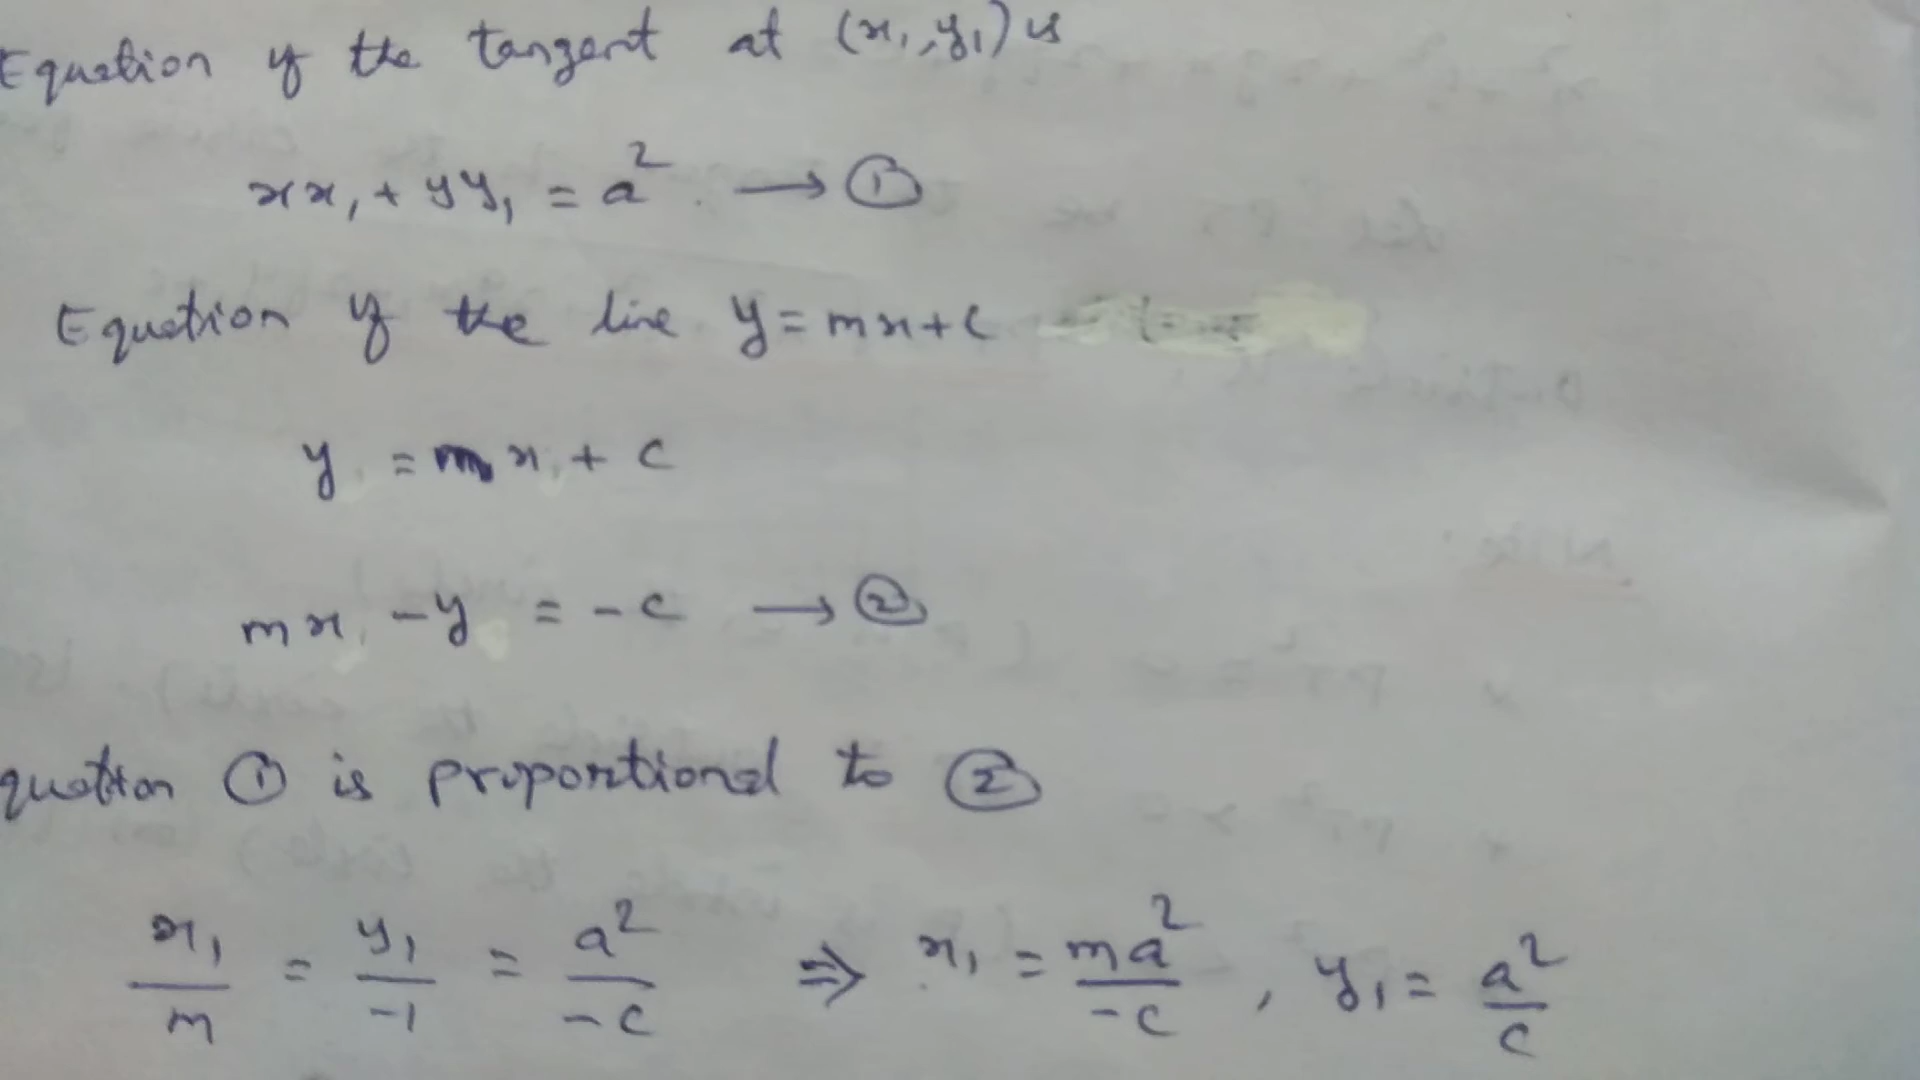 Equation of the tangent at (x₁, y₁) is
xx₁ + yy₁ = a² → ①
Equation of the line y = mx + c
y = mx + c
mx - y = -c → ②
quation ① is proportional to ②
x₁/m = y₁/-1 = a²/-c ⇒ x₁ = ma²/-c , y₁ = a²/c